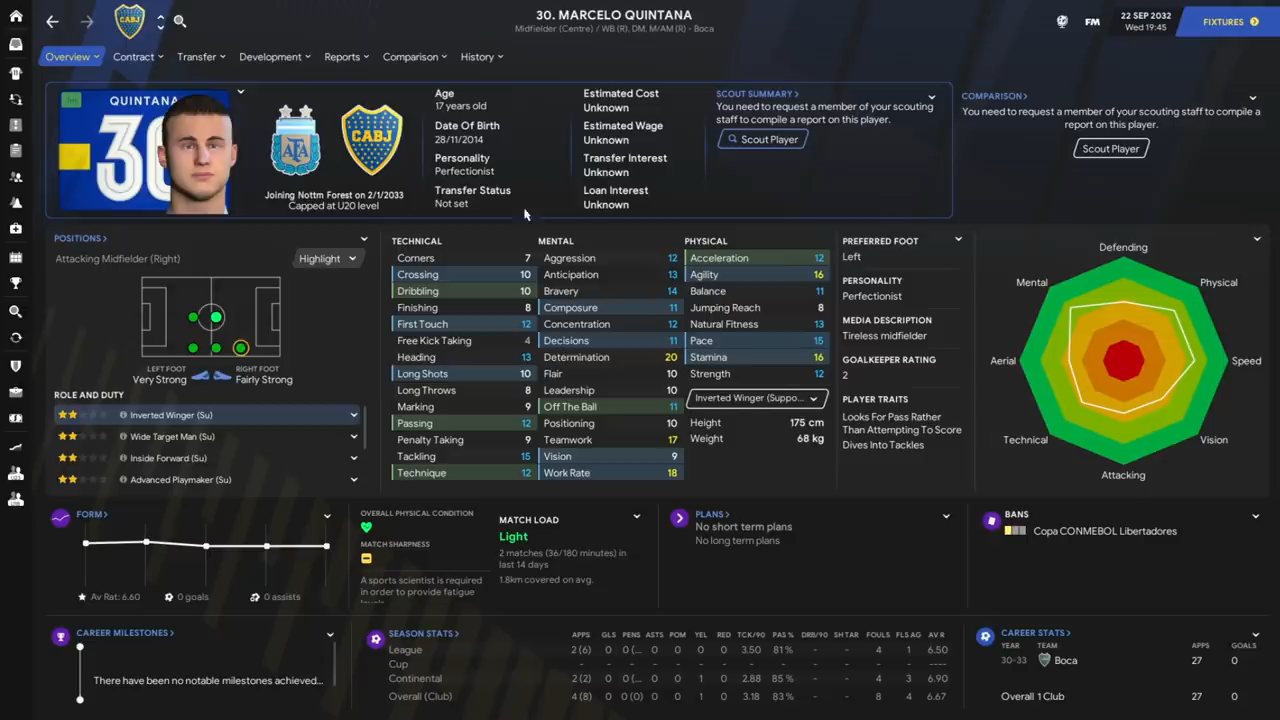 30. MARCELO QUINTANA
Midfielder (Centre) / WB (R), DM, M/AM (R) - Boca
FM
22 SEP 2032
Wed 19:45
FIXTURES
Overview
Contract
Transfer
Development
Reports
Comparison
History
QUINTANA
30
CABJ
ATA
CABJ
Joining Nottm Forest on 2/1/2033
Capped at U20 level
Age
17 years old
Date Of Birth
28/11/2014
Personality
Perfectionist
Transfer Status
Not set
Estimated Cost
Unknown
Estimated Wage
Unknown
Transfer Interest
Unknown
Loan Interest
Unknown
SCOUT SUMMARY
You need to request a member of your scouting
staff to compile a report on this player.
Scout Player
COMPARISON
You need to request a member of your scouting staff to compile a
report on this player.
Scout Player
POSITIONS
Attacking Midfielder (Right)
Highlight
LEFT FOOT
Very Strong
RIGHT FOOT
Fairly Strong
ROLE AND DUTY
Inverted Winger (Su)
Wide Target Man (Su)
Inside Forward (Su)
Advanced Playmaker (Su)
TECHNICAL
Corners 7
Crossing 10
Dribbling 10
Finishing 8
First Touch 12
Free Kick Taking 4
Heading 13
Long Shots 10
Long Throws 8
Marking 9
Passing 12
Penalty Taking 9
Tackling 15
Technique 12
MENTAL
Aggression 12
Anticipation 13
Bravery 14
Composure 11
Concentration 12
Decisions 11
Determination 20
Flair 10
Leadership 10
Off The Ball 11
Positioning 10
Teamwork 17
Vision 9
Work Rate 18
PHYSICAL
Acceleration 12
Agility 16
Balance 11
Jumping Reach 8
Natural Fitness 13
Pace 15
Stamina 16
Strength 12
Inverted Winger (Suppo...
Height 175 cm
Weight 68 kg
PREFERRED FOOT
Left
PERSONALITY
Perfectionist
MEDIA DESCRIPTION
Tireless midfielder
GOALKEEPER RATING
2
PLAYER TRAITS
Looks For Pass Rather
Than Attempting To Score
Dives Into Tackles
Defending
Physical
Speed
Vision
Attacking
Technical
Aerial
Mental
FORM
Av Rat: 6.60
0 goals
0 assists
OVERALL PHYSICAL CONDITION
MATCH SHARPNESS
A sports scientist is required
in order to provide fatigue
MATCH LOAD
Light
2 matches (36/180 minutes) in
last 14 days
1.8km covered on avg.
PLANS
No short term plans
No long term plans
BANS
Copa CONMEBOL Libertadores
CAREER MILESTONES
There have been no notable milestones achieved...
SEASON STATS
APPS GLS PENS ASTS POM YEL RED TCK/90 PAS % DRB/90 SH TAR FOULS FLS AG AV R
League 2 (6) 0 0 (... 0 0 0 0 3.50 81% - - 4 1 6.50
Cup - - - - - - - - - - - - - ----
Continental 2 (2) 0 0 (... 0 0 1 0 2.88 85% - - 4 3 6.90
Overall (Club) 4 (8) 0 0 (0) 0 0 1 0 3.18 83% - - 8 4 6.67
CAREER STATS
YEAR TEAM APPS GOALS
30-33 Boca 27 0
Overall 1 Club 27 0